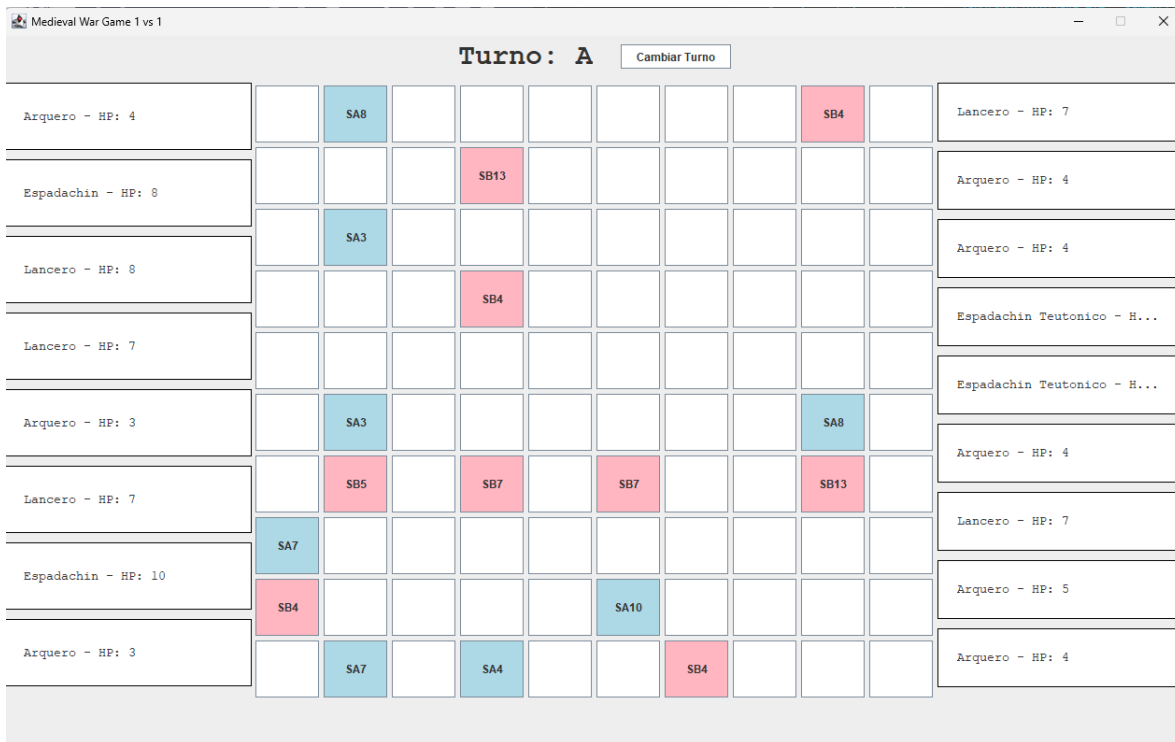 Medieval War Game 1 vs 1
Turno: A
Cambiar Turno
Arquero - HP: 4
Espadachin - HP: 8
Lancero - HP: 8
Lancero - HP: 7
Arquero - HP: 3
Lancero - HP: 7
Espadachin - HP: 10
Arquero - HP: 3
SA8 SB4
SB13
SA3
SB4
SA3 SA8
SB5 SB7 SB7 SB13
SA7
SB4 SA10
SA7 SA4 SB4
Lancero - HP: 7
Arquero - HP: 4
Arquero - HP: 4
Espadachin Teutonico - H...
Espadachin Teutonico - H...
Arquero - HP: 4
Lancero - HP: 7
Arquero - HP: 5
Arquero - HP: 4